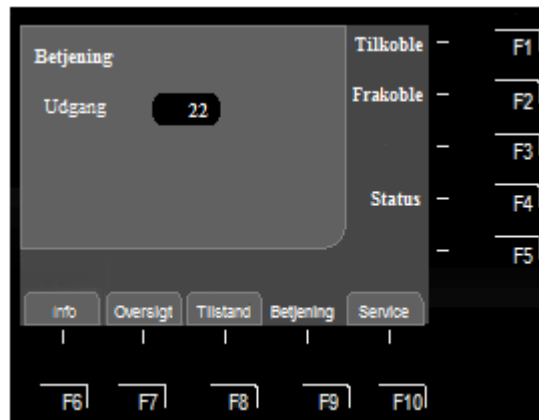 Betjening
Udgang 22
Tilkoble F1
Frakoble F2
F3
Status F4
F5
Info Oversigt Tilstand Betjening Service
F6 F7 F8 F9 F10